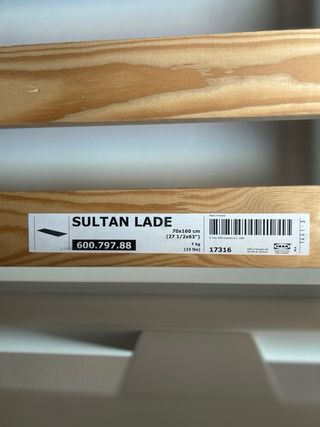 SULTAN LADE
70x160 cm
(27 1/2x63")
600.797.88
7 kg
(15 lbs)
17316
IKEA